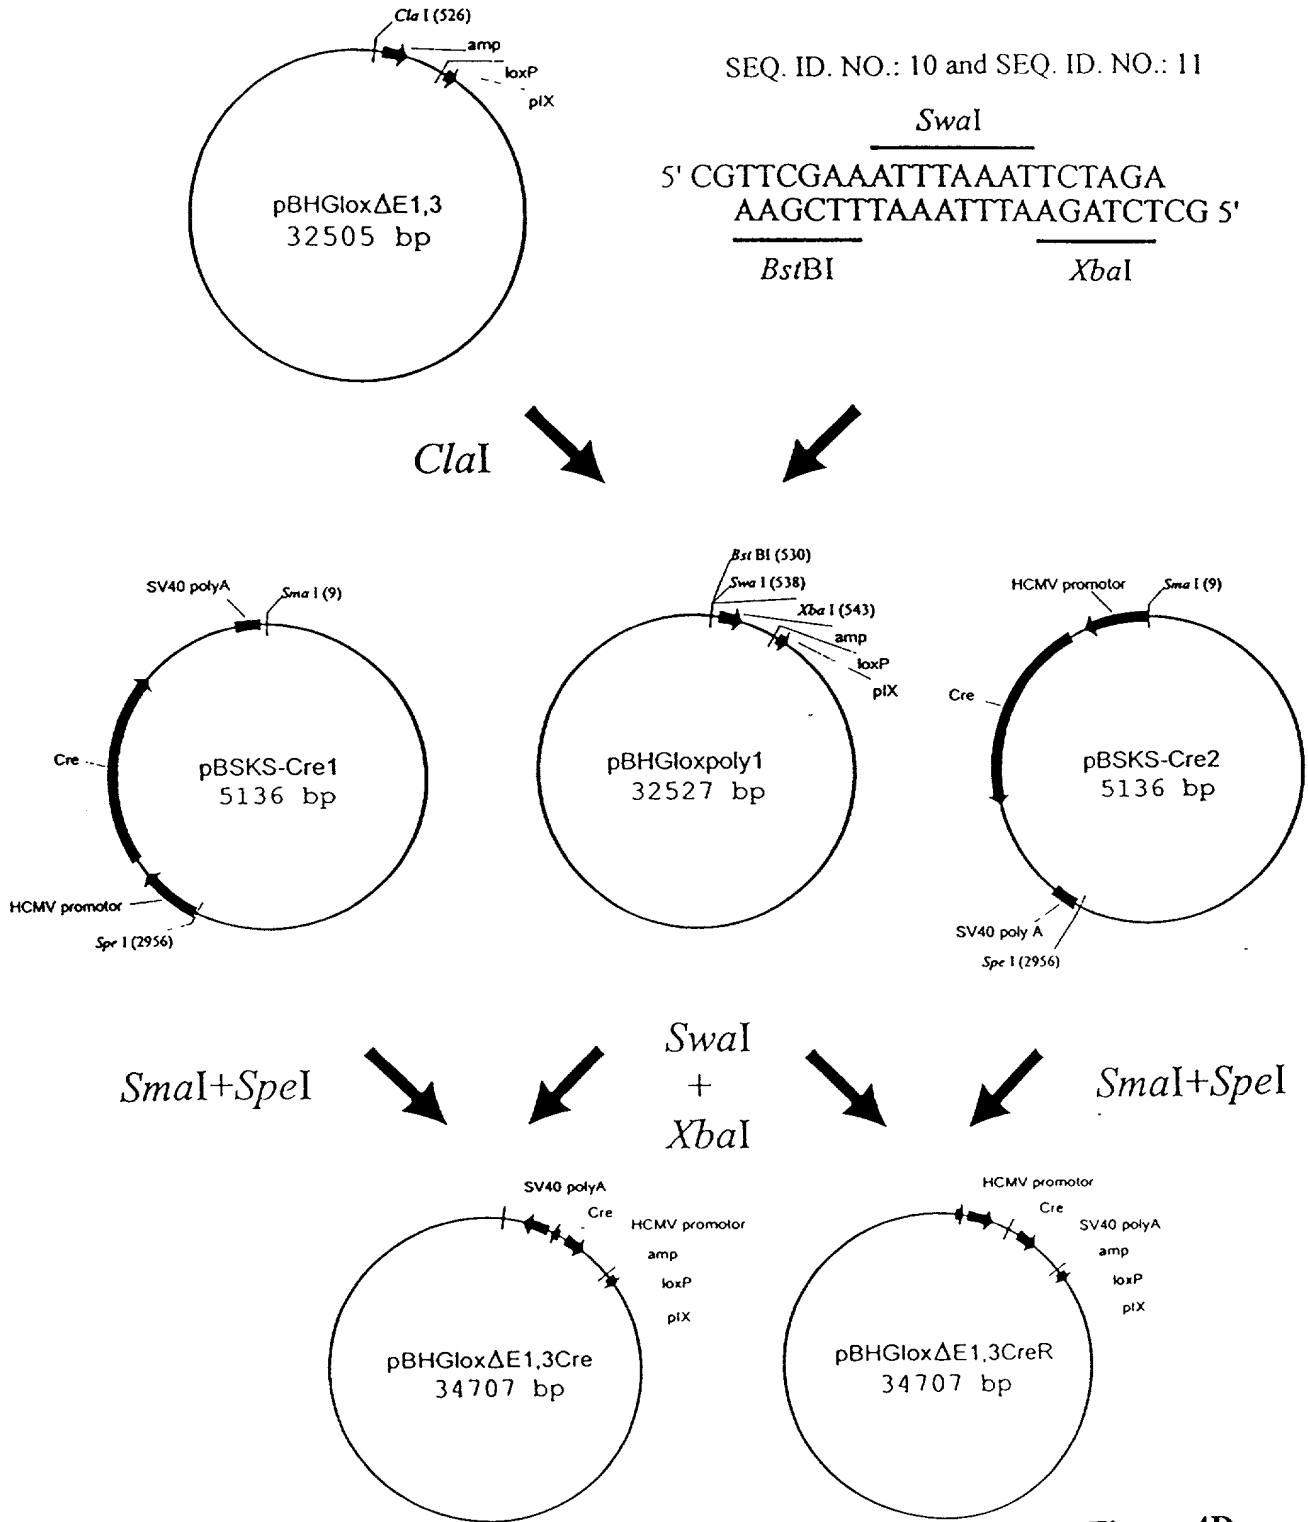 Cla I (526)
amp
loxP
pIX
pBHGloxΔE1,3
32505 bp
SEQ. ID. NO.: 10 and SEQ. ID. NO.: 11
SwaI
5' CGTTCGAAATTTAAATTCTAGA
AAGCTTTAAATTTAAGATCTCG 5'
BstBI
XbaI
ClaI
SV40 polyA
Sma I (9)
Cre
pBSKS-Cre1
5136 bp
HCMV promotor
Spe I (2956)
Bst BI (530)
Swa I (538)
Xba I (543)
amp
loxP
pIX
pBHGloxpoly1
32527 bp
HCMV promotor
Sma I (9)
Cre
pBSKS-Cre2
5136 bp
SV40 poly A
Spe I (2956)
SmaI+SpeI
SwaI
+
XbaI
SmaI+SpeI
SV40 polyA
Cre
HCMV promotor
amp
loxP
pIX
pBHGloxΔE1,3Cre
34707 bp
HCMV promotor
Cre
SV40 polyA
amp
loxP
pIX
pBHGloxΔE1,3CreR
34707 bp